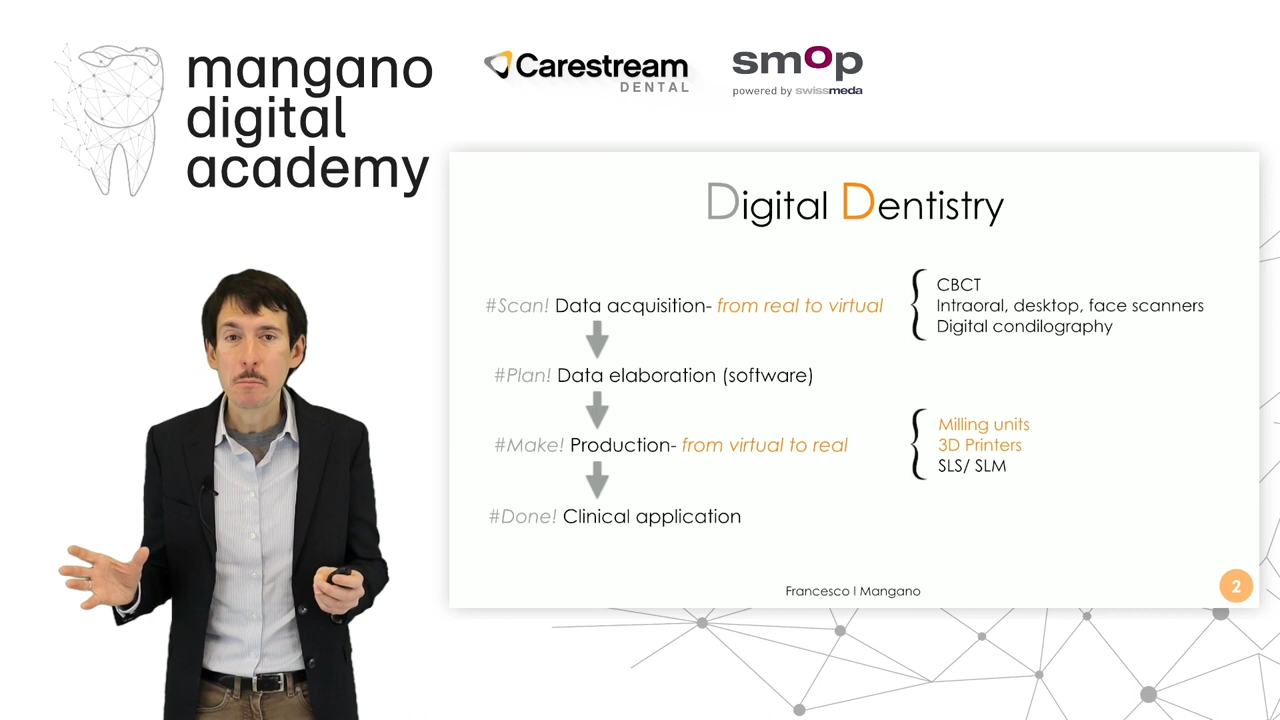 mangano
digital
academy
Carestream
DENTAL
smop
powered by swissmeda
Digital Dentistry
#Scan! Data acquisition- from real to virtual
CBCT
Intraoral, desktop, face scanners
Digital condilography
#Plan! Data elaboration (software)
#Make! Production- from virtual to real
Milling units
3D Printers
SLS/ SLM
#Done! Clinical application
Francesco I Mangano
2